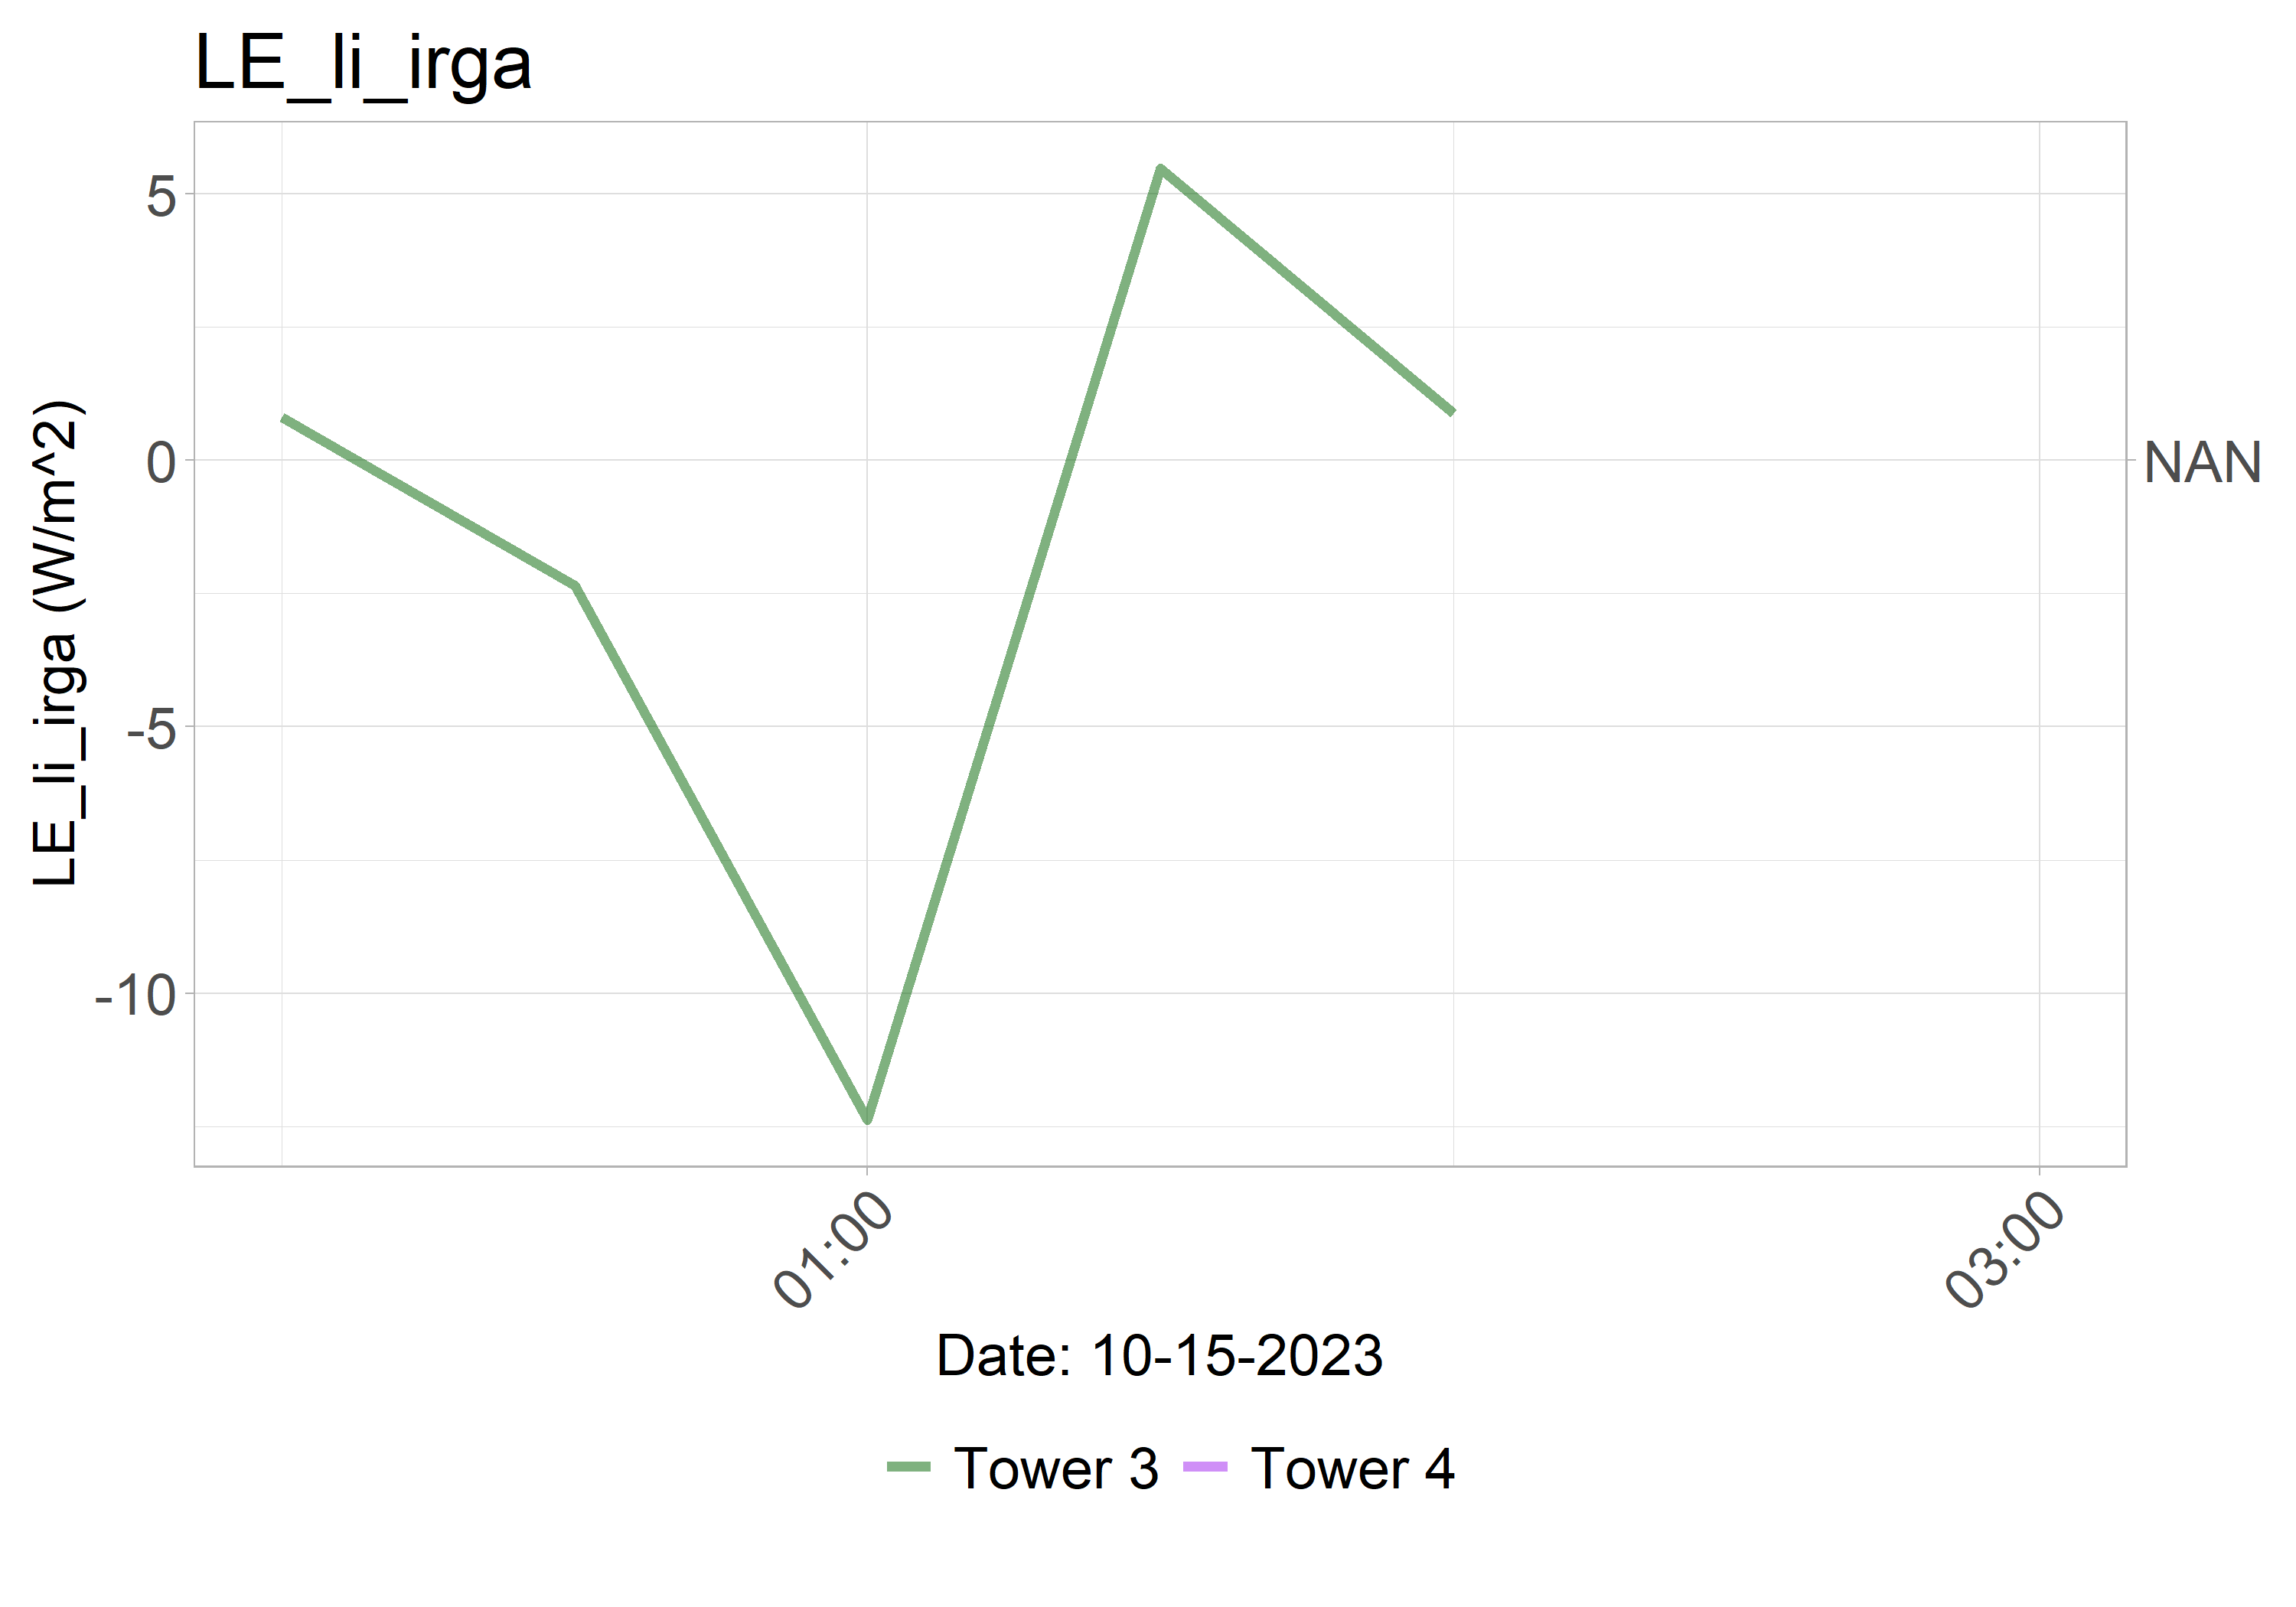 LE_li_irga
LE_li_irga (W/m^2)
5
0
-5
-10
NAN
01:00
03:00
Date: 10-15-2023
Tower 3
Tower 4